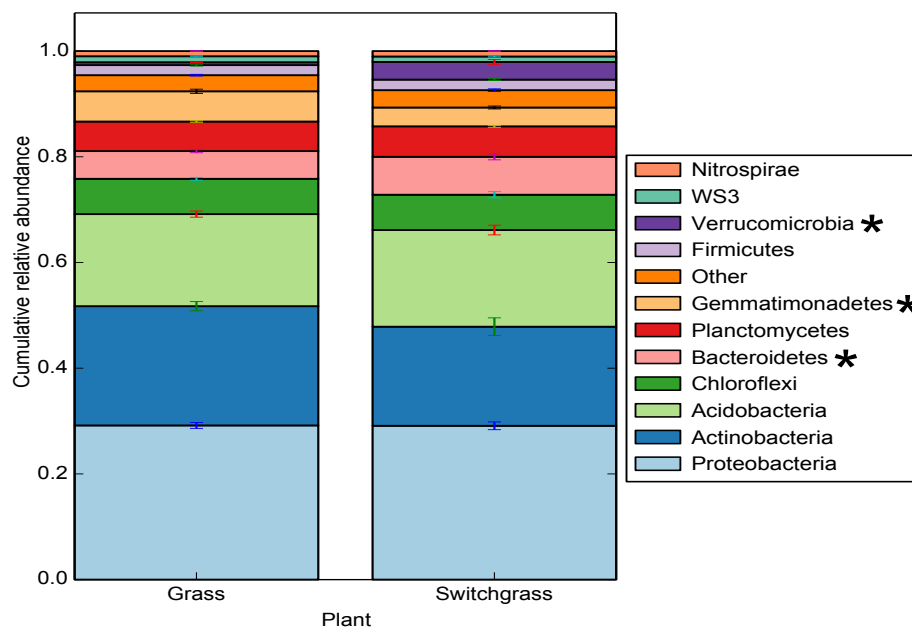 1.0
0.8
0.6
0.4
0.2
0.0
Cumulative relative abundance
Grass
Switchgrass
Plant
Nitrospirae
WS3
Verrucomicrobia *
Firmicutes
Other
Gemmatimonadetes *
Planctomycetes
Bacteroidetes *
Chloroflexi
Acidobacteria
Actinobacteria
Proteobacteria